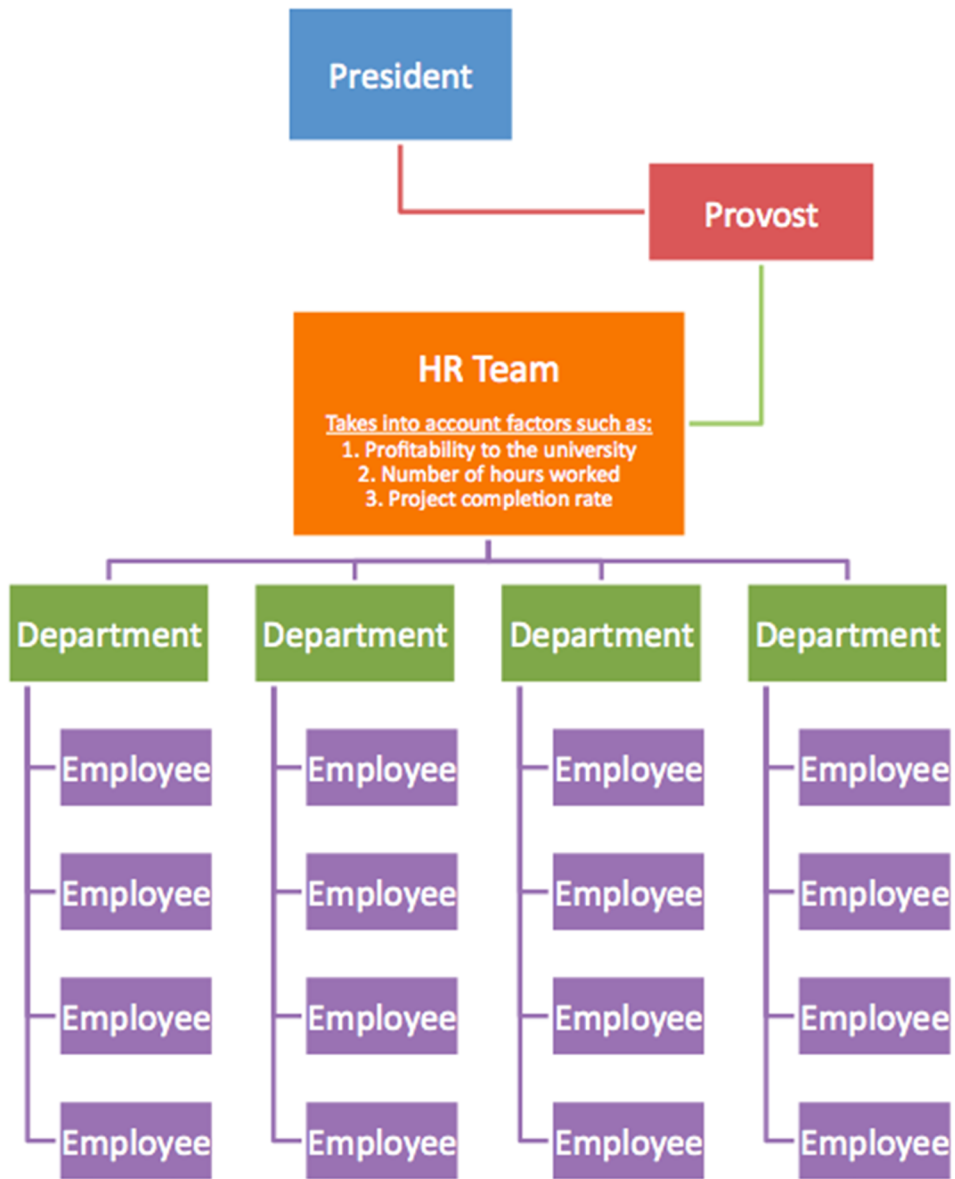 President
Provost
HR Team
Takes into account factors such as:
1. Profitability to the university
2. Number of hours worked
3. Project completion rate
Department Department Department Department
Employee Employee Employee Employee
Employee Employee Employee Employee
Employee Employee Employee Employee
Employee Employee Employee Employee